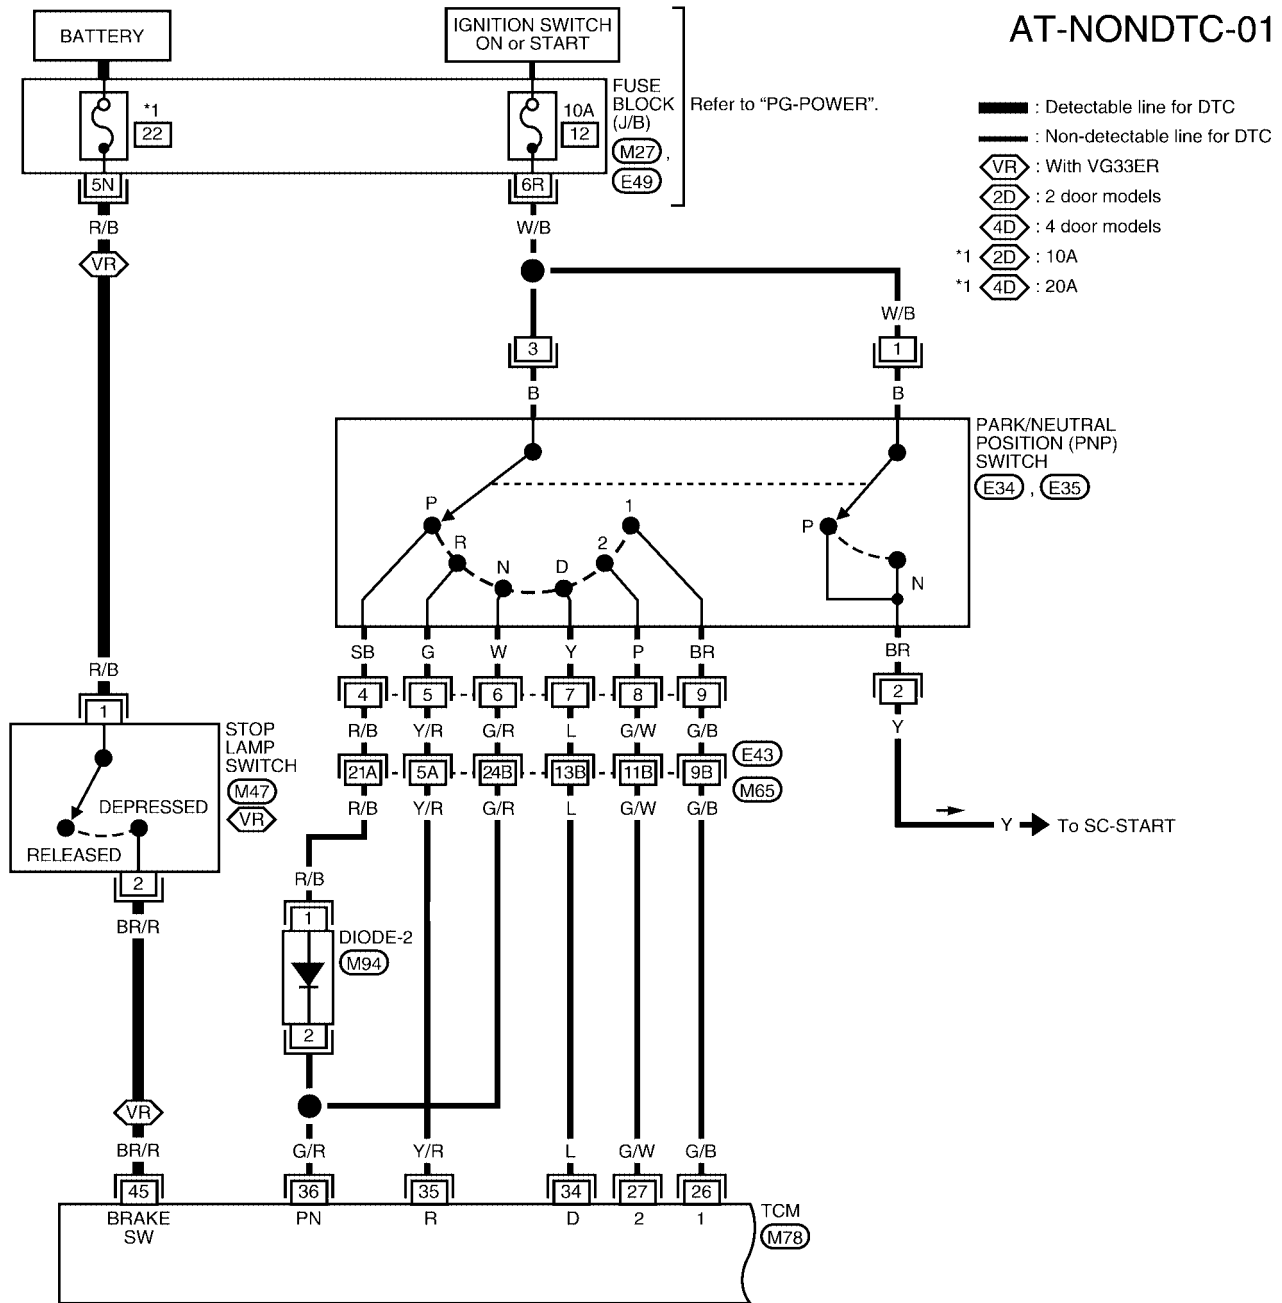 AT-NONDTC-01
BATTERY
IGNITION SWITCH
ON or START
*1
22
10A
12
FUSE
BLOCK
(J/B)
M27 ,
E49
Refer to "PG-POWER".
: Detectable line for DTC
: Non-detectable line for DTC
VR : With VG33ER
2D : 2 door models
4D : 4 door models
*1 2D : 10A
*1 4D : 20A
5N
6R
R/B
W/B
VR
W/B
3
1
B
B
PARK/NEUTRAL
POSITION (PNP)
SWITCH
E34 , E35
P
R
N
D
2
1
P
N
SB G W Y P BR
BR
4 5 6 7 8 9
2
R/B Y/R G/R L G/W G/B
Y
21A 5A 24B 13B 11B 9B
E43
M65
R/B Y/R G/R L G/W G/B
Y To SC-START
R/B
1
STOP
LAMP
SWITCH
M47
VR
DEPRESSED
RELEASED
2
BR/R
R/B
1
DIODE-2
M94
2
VR
BR/R G/R Y/R L G/W G/B
45 36 35 34 27 26
BRAKE
SW
PN R D 2 1
TCM
M78